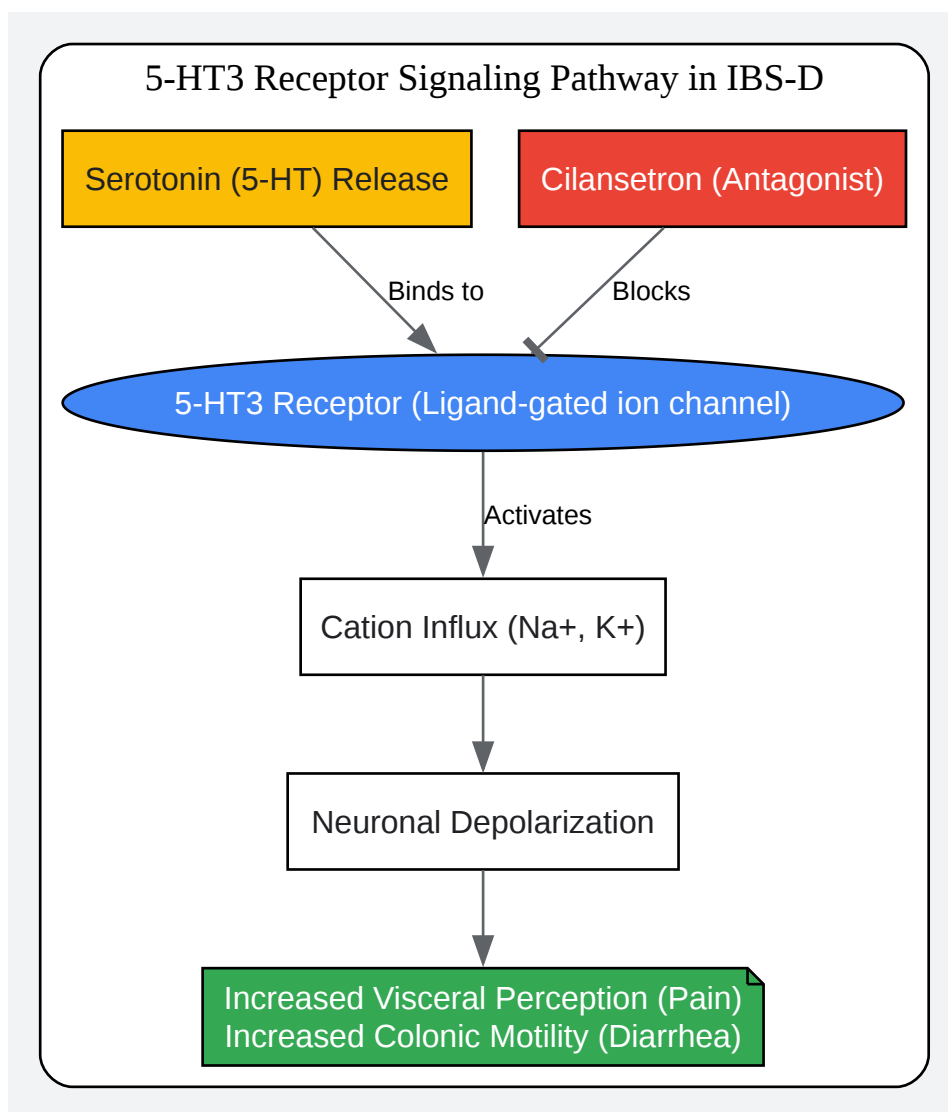 5-HT3 Receptor Signaling Pathway in IBS-D
Serotonin (5-HT) Release
Cilansetron (Antagonist)
Binds to
Blocks
5-HT3 Receptor (Ligand-gated ion channel)
Activates
Cation Influx (Na+, K+)
Neuronal Depolarization
Increased Visceral Perception (Pain)
Increased Colonic Motility (Diarrhea)